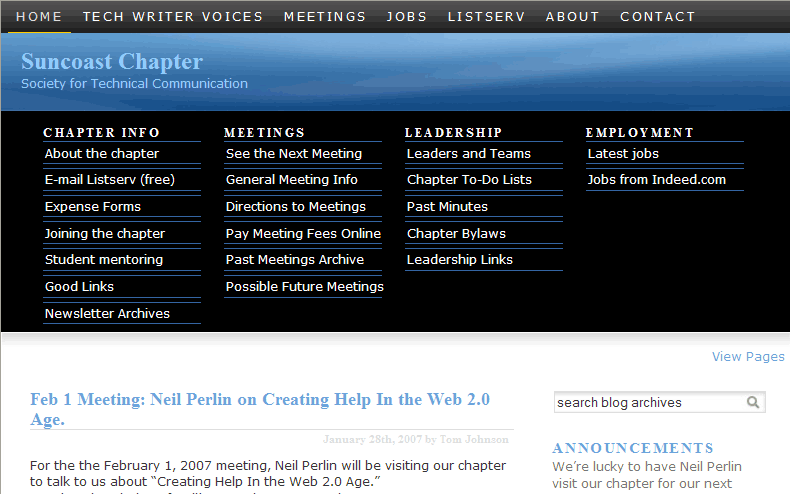 HOME TECH WRITER VOICES MEETINGS JOBS LISTSERV ABOUT CONTACT
Suncoast Chapter
Society for Technical Communication
CHAPTER INFO
About the chapter
E-mail Listserv (free)
Expense Forms
Joining the chapter
Student mentoring
Good Links
Newsletter Archives
MEETINGS
See the Next Meeting
General Meeting Info
Directions to Meetings
Pay Meeting Fees Online
Past Meetings Archive
Possible Future Meetings
LEADERSHIP
Leaders and Teams
Chapter To-Do Lists
Past Minutes
Chapter Bylaws
Leadership Links
EMPLOYMENT
Latest jobs
Jobs from Indeed.com
View Pages
Feb 1 Meeting: Neil Perlin on Creating Help In the Web 2.0
Age.
January 28th, 2007 by Tom Johnson
For the the February 1, 2007 meeting, Neil Perlin will be visiting our chapter
to talk to us about “Creating Help In the Web 2.0 Age.”
search blog archives
ANNOUNCEMENTS
We’re lucky to have Neil Perlin
visit our chapter for our next